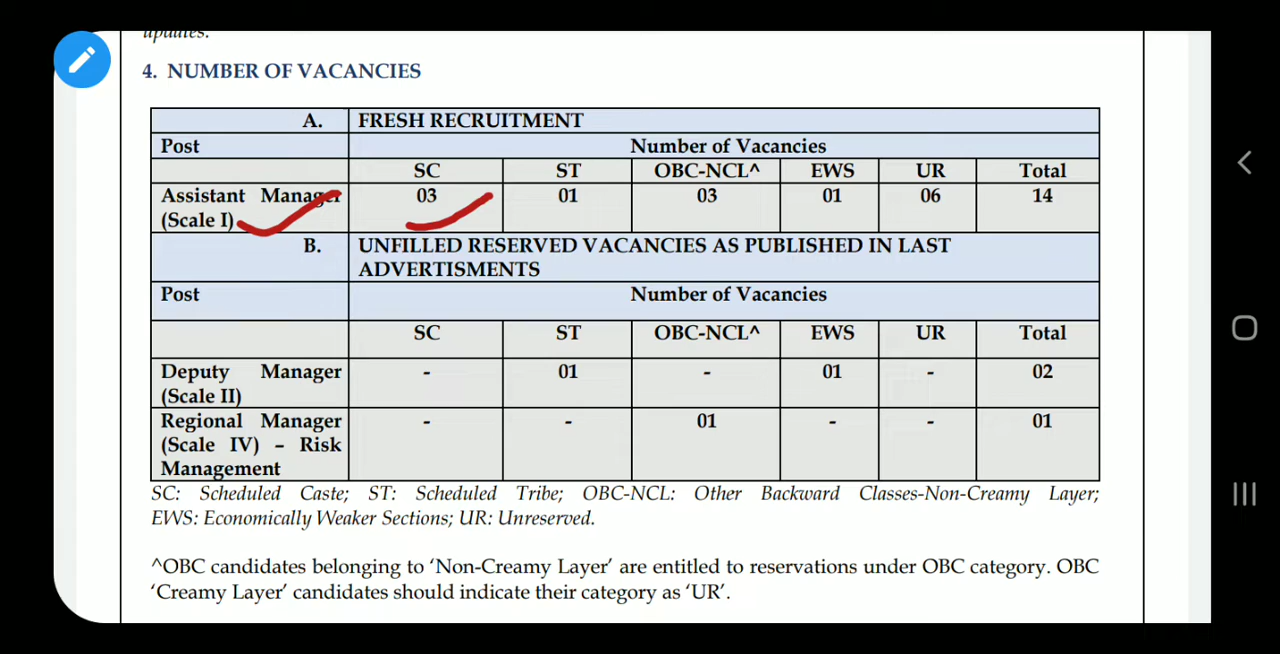 updates.
4. NUMBER OF VACANCIES
A. FRESH RECRUITMENT
Post Number of Vacancies
SC ST OBC-NCL^ EWS UR Total
Assistant Manager 03 01 03 01 06 14
(Scale I)
B. UNFILLED RESERVED VACANCIES AS PUBLISHED IN LAST
ADVERTISMENTS
Post Number of Vacancies
SC ST OBC-NCL^ EWS UR Total
Deputy Manager - 01 - 01 - 02
(Scale II)
Regional Manager - - 01 - - 01
(Scale IV) – Risk
Management
SC: Scheduled Caste; ST: Scheduled Tribe; OBC-NCL: Other Backward Classes-Non-Creamy Layer;
EWS: Economically Weaker Sections; UR: Unreserved.
^OBC candidates belonging to ‘Non-Creamy Layer’ are entitled to reservations under OBC category. OBC
‘Creamy Layer’ candidates should indicate their category as ‘UR’.